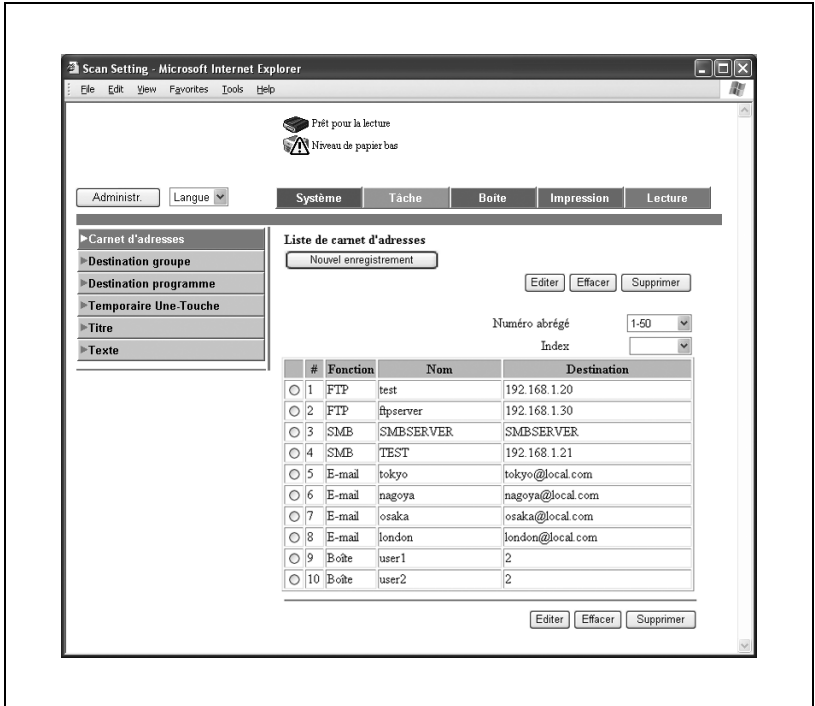 Scan Setting - Microsoft Internet Explorer
File Edit View Favorites Tools Help
Prêt pour la lecture
Niveau de papier bas
Administr. Langue Système Tâche Boîte Impression Lecture
Carnet d'adresses
Destination groupe
Destination programme
Temporaire Une-Touche
Titre
Texte
Liste de carnet d'adresses
Nouvel enregistrement
Editer Effacer Supprimer
Numéro abrégé 1-50
Index
# Fonction Nom Destination
1 FTP test 192.168.1.20
2 FTP ftpserver 192.168.1.30
3 SMB SMBSERVER SMBSERVER
4 SMB TEST 192.168.1.21
5 E-mail tokyo tokyo@local.com
6 E-mail nagoya nagoya@local.com
7 E-mail osaka osaka@local.com
8 E-mail london london@local.com
9 Boîte user1 2
10 Boîte user2 2
Editer Effacer Supprimer